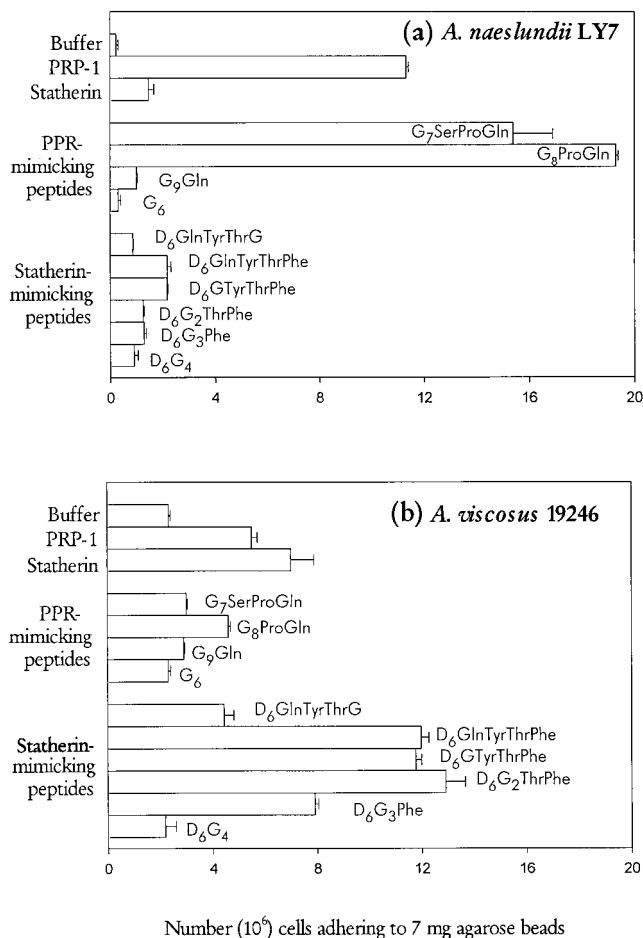 (a) A. naeslundii LY7
Buffer
PRP-1
Statherin
PPR-
mimicking
peptides
G7SerProGln
G8ProGln
G9Gln
G6
Statherin-
mimicking
peptides
D6GlnTyrThrG
D6GlnTyrThrPhe
D6GTyrThrPhe
D6G2ThrPhe
D6G3Phe
D6G4
0 4 8 12 16 20
(b) A. viscosus 19246
Buffer
PRP-1
Statherin
PPR-
mimicking
peptides
G7SerProGln
G8ProGln
G9Gln
G6
Statherin-
mimicking
peptides
D6GlnTyrThrG
D6GlnTyrThrPhe
D6GTyrThrPhe
D6G2ThrPhe
D6G3Phe
D6G4
0 4 8 12 16 20
Number (10⁶) cells adhering to 7 mg agarose beads